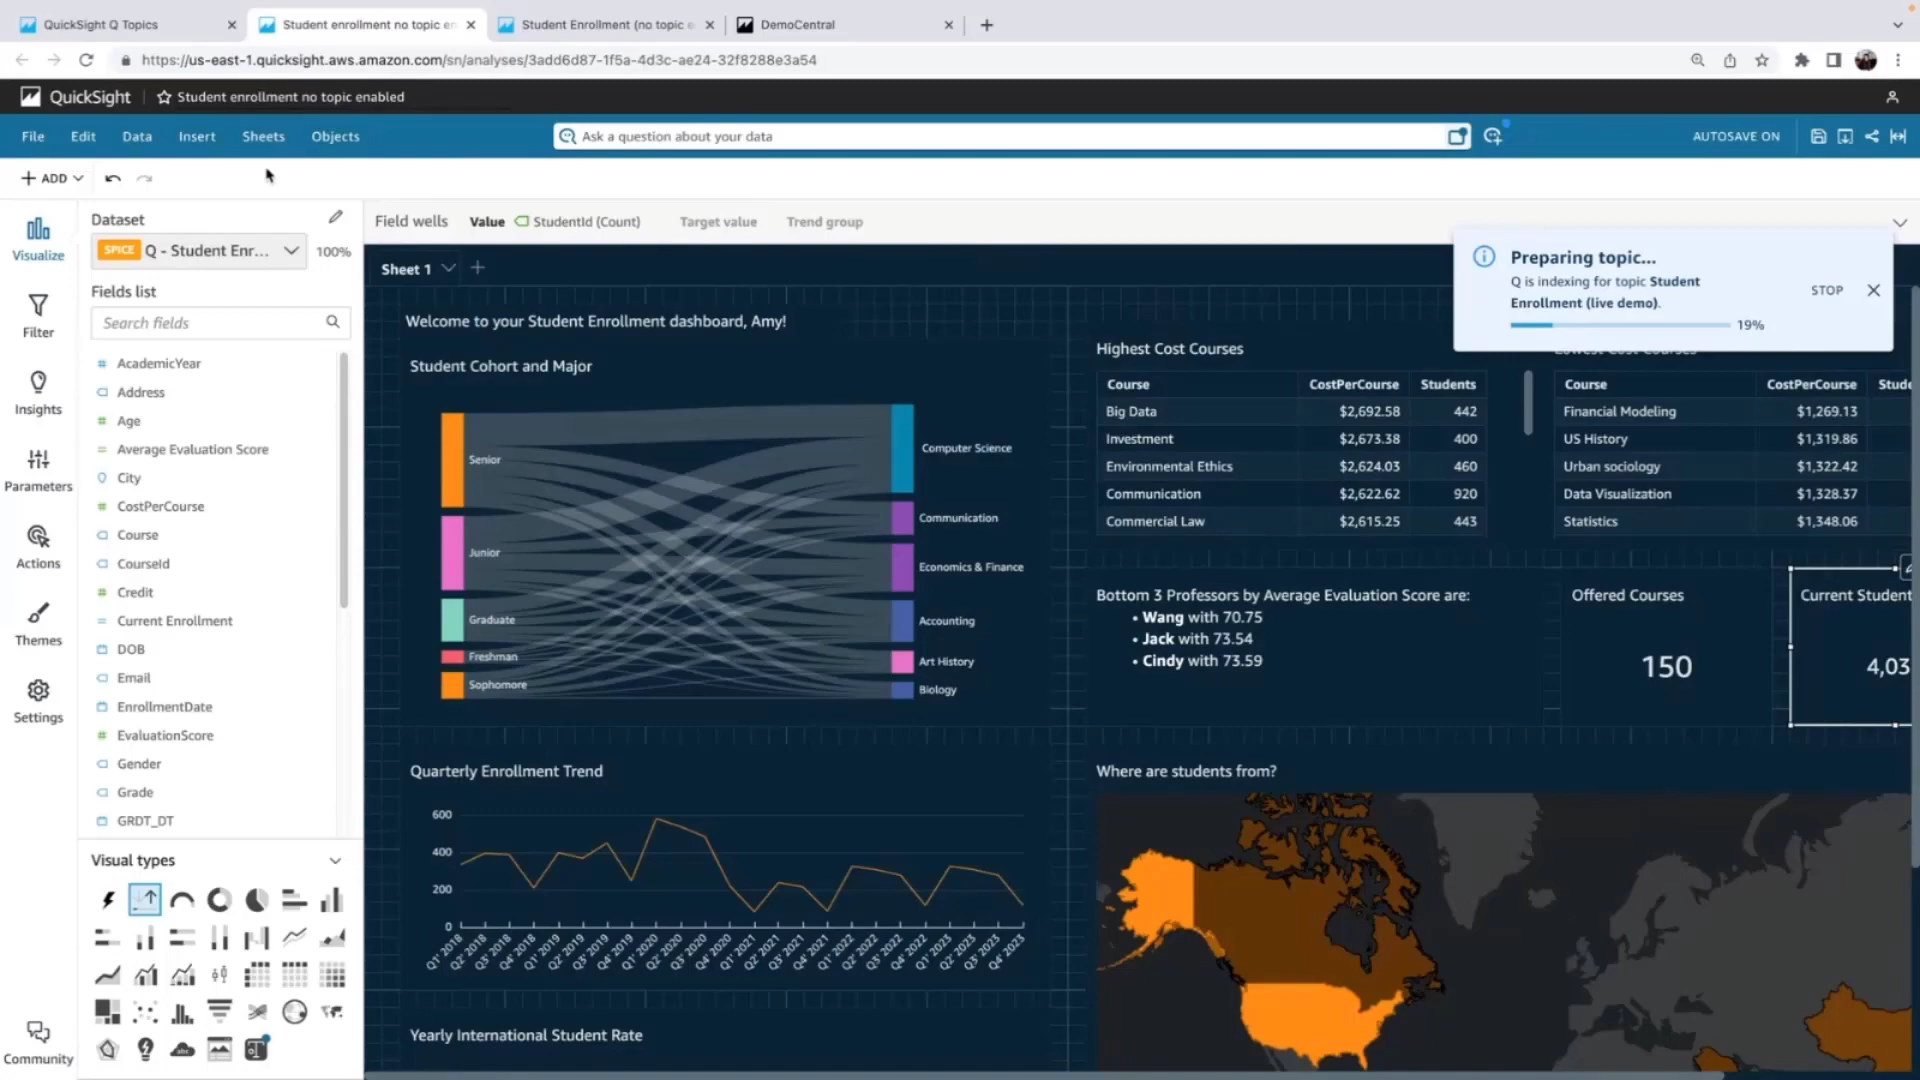 QuickSight Q Topics
Student enrollment no topic en
Student Enrollment (no topic e
DemoCentral
https://us-east-1.quicksight.aws.amazon.com/sn/analyses/3add6d87-1f5a-4d3c-ae24-32f8288e3a54
QuickSight
Student enrollment no topic enabled
File Edit Data Insert Sheets Objects
Ask a question about your data
AUTOSAVE ON
ADD
Visualize
Filter
Insights
Parameters
Actions
Themes
Settings
Community
Dataset
SPICE Q - Student Enr... 100%
Fields list
Search fields
AcademicYear
Address
Age
Average Evaluation Score
City
CostPerCourse
Course
CourseId
Credit
Current Enrollment
DOB
Email
EnrollmentDate
EvaluationScore
Gender
Grade
GRDT_DT
Visual types
Field wells Value StudentId (Count) Target value Trend group
Sheet 1
Preparing topic...
Q is indexing for topic Student
Enrollment (live demo).
19%
STOP
Welcome to your Student Enrollment dashboard, Amy!
Student Cohort and Major
Senior
Junior
Graduate
Freshman
Sophomore
Computer Science
Communication
Economics & Finance
Accounting
Art History
Biology
Highest Cost Courses
Course CostPerCourse Students
Big Data $2,692.58 442
Investment $2,673.38 400
Environmental Ethics $2,624.03 460
Communication $2,622.62 920
Commercial Law $2,615.25 443
Lowest Cost Courses
Course CostPerCourse Stude
Financial Modeling $1,269.13
US History $1,319.86
Urban sociology $1,322.42
Data Visualization $1,328.37
Statistics $1,348.06
Bottom 3 Professors by Average Evaluation Score are:
• Wang with 70.75
• Jack with 73.54
• Cindy with 73.59
Offered Courses
150
Current Student
4,03
Quarterly Enrollment Trend
600
400
200
0
Q1' 2018 Q2' 2018 Q3' 2018 Q4' 2018 Q1' 2019 Q2' 2019 Q3' 2019 Q4' 2019 Q1' 2020 Q2' 2020 Q3' 2020 Q4' 2020 Q1' 2021 Q2' 2021 Q3' 2021 Q4' 2021 Q1' 2022 Q2' 2022 Q3' 2022 Q4' 2022 Q1' 2023 Q2' 2023 Q3' 2023 Q4' 2023
Where are students from?
Yearly International Student Rate